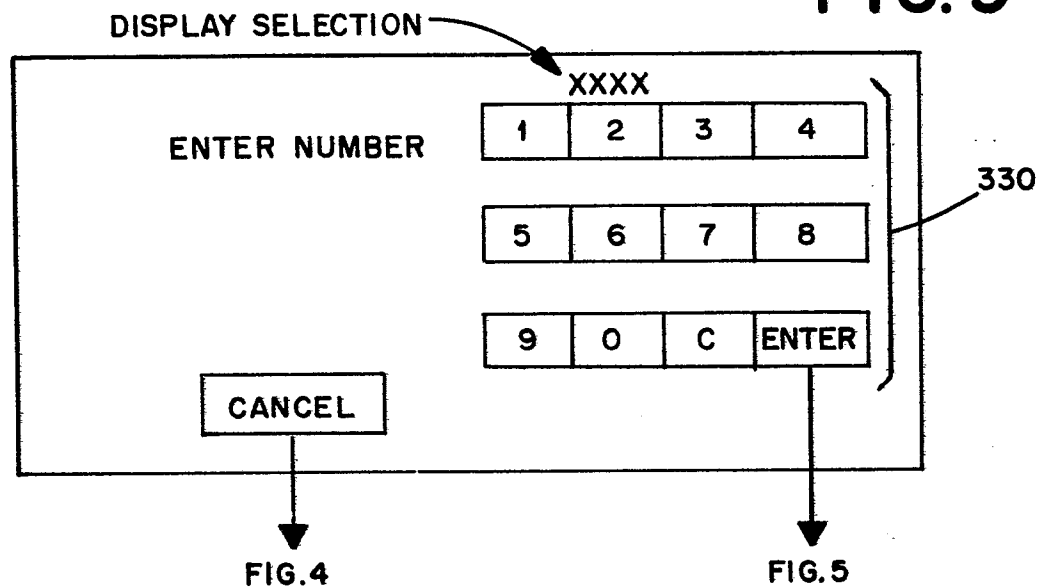 FIG.
DISPLAY SELECTION
XXXX
ENTER NUMBER
1 2 3 4
330
5 6 7 8
9 0 C ENTER
CANCEL
FIG.4
FIG.5